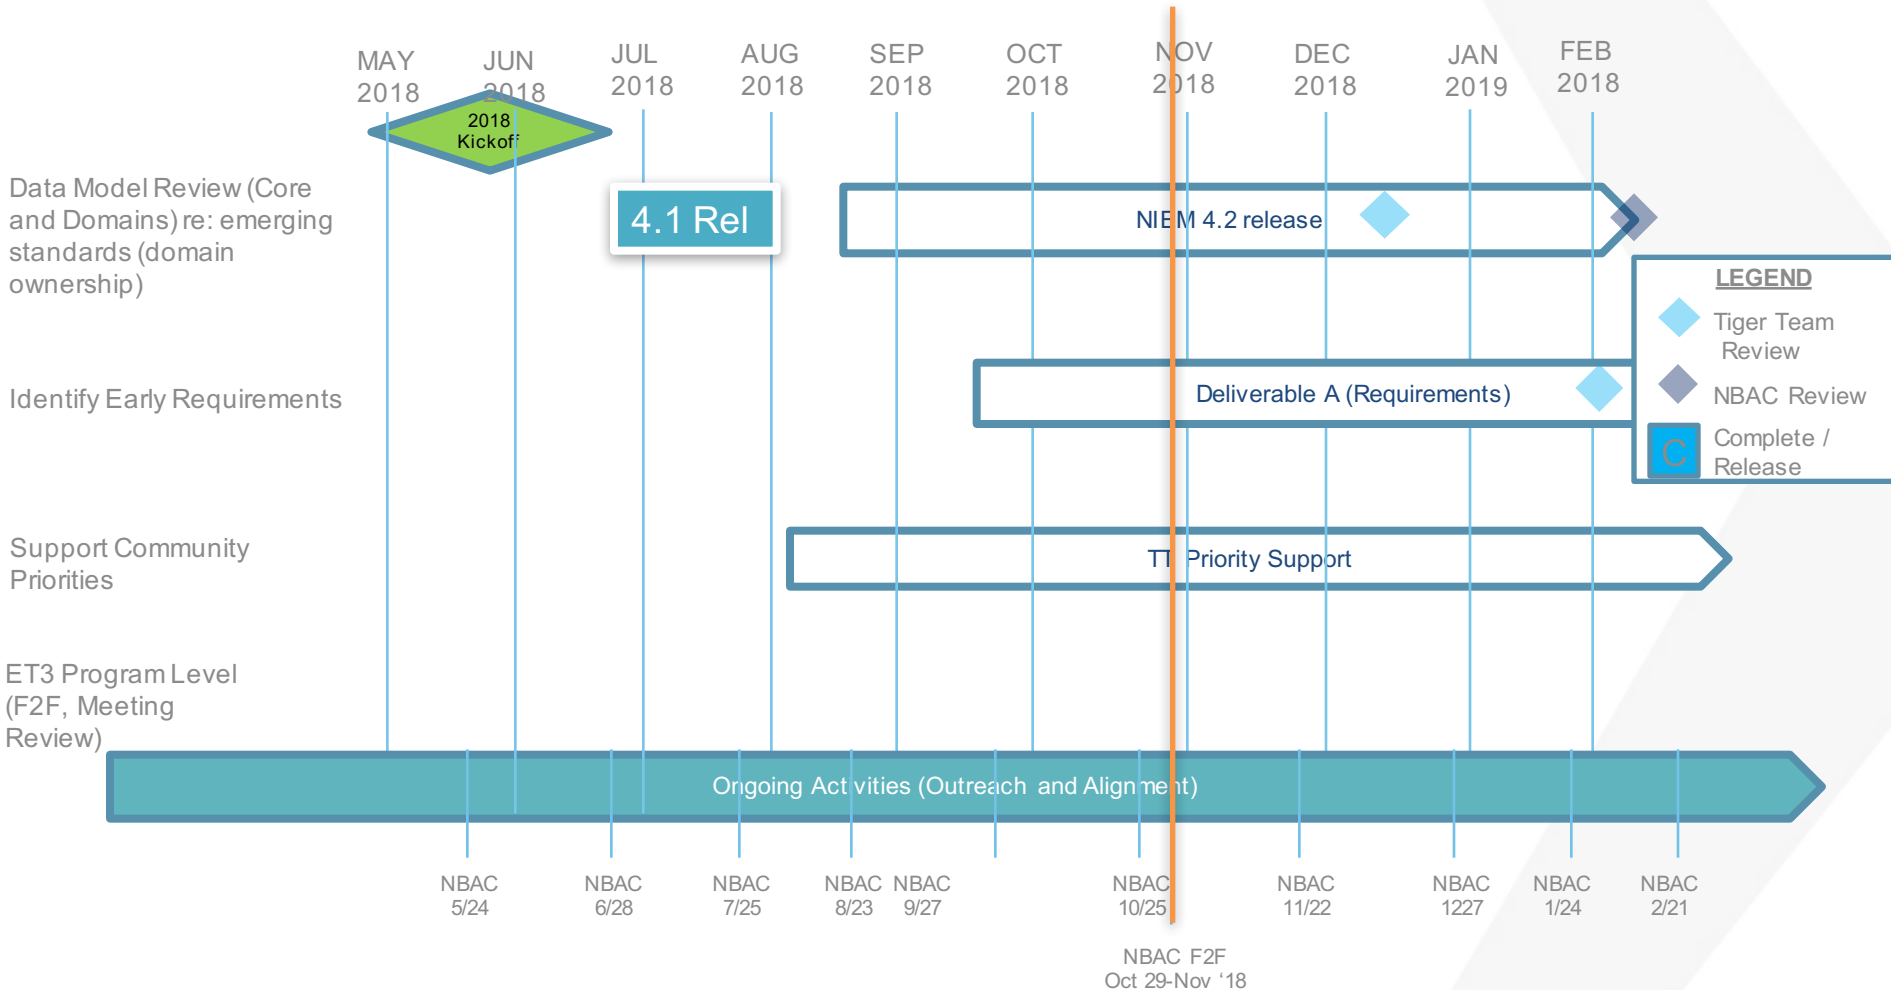 MAY
2018
JUN
2018
JUL
2018
AUG
2018
SEP
2018
OCT
2018
NOV
2018
DEC
2018
JAN
2019
FEB
2018
2018
Kickoff
Data Model Review (Core
and Domains) re: emerging
standards (domain
ownership)
4.1 Rel
NIEM 4.2 release
LEGEND
Tiger Team
Review
NBAC Review
C
Complete /
Release
Identify Early Requirements
Deliverable A (Requirements)
Support Community
Priorities
TT Priority Support
ET3 Program Level
(F2F, Meeting
Review)
Ongoing Activities (Outreach and Alignment)
NBAC
5/24
NBAC
6/28
NBAC
7/25
NBAC
8/23
NBAC
9/27
NBAC
10/25
NBAC
11/22
NBAC
1227
NBAC
1/24
NBAC
2/21
NBAC F2F
Oct 29-Nov ‘18